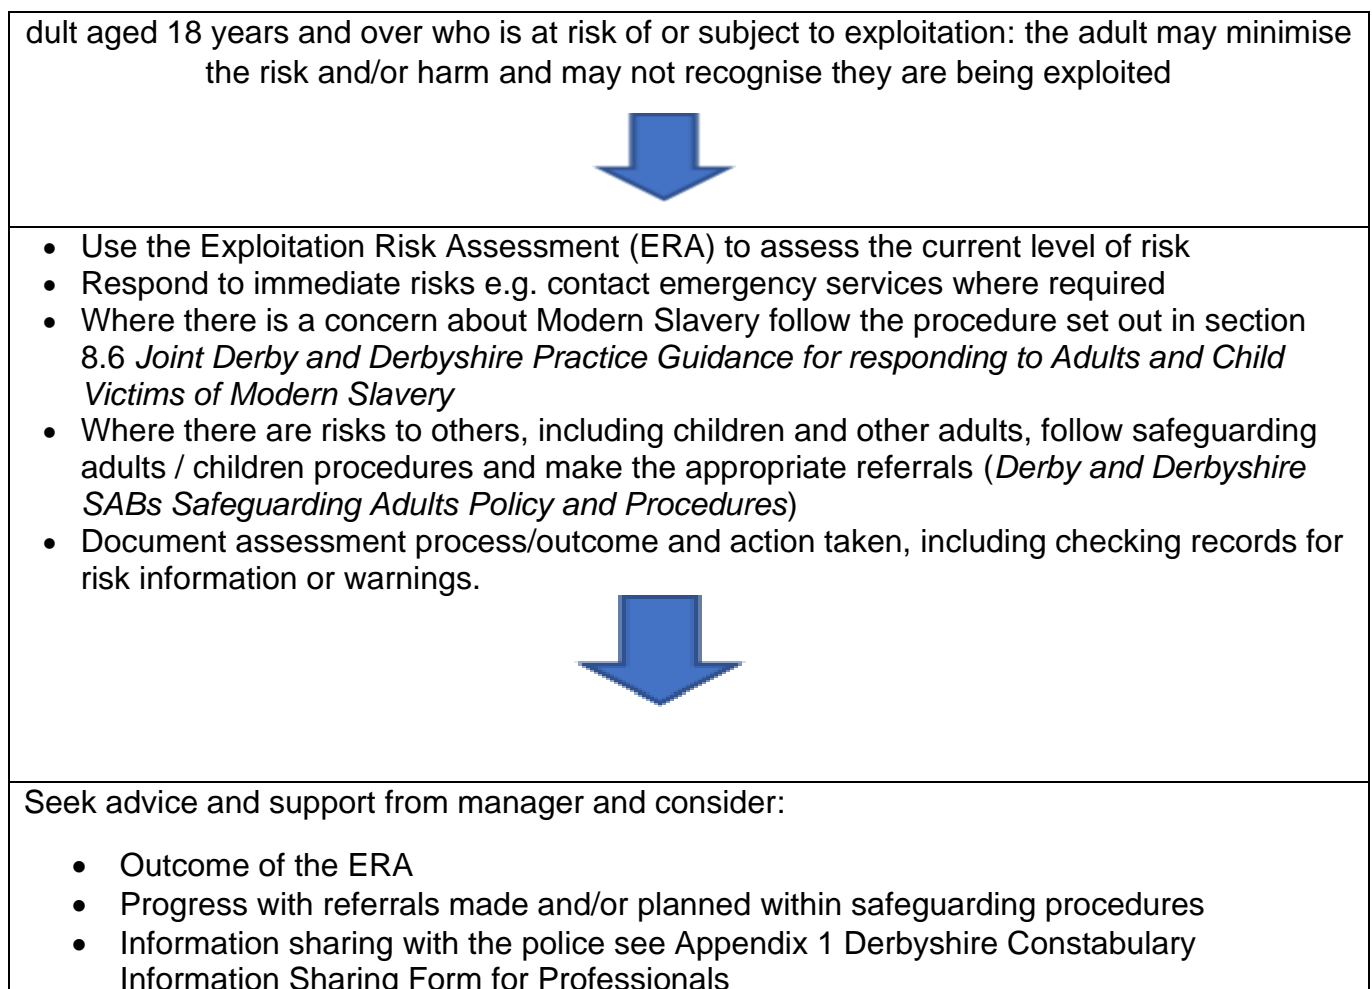 dult aged 18 years and over who is at risk of or subject to exploitation: the adult may minimise
the risk and/or harm and may not recognise they are being exploited
• Use the Exploitation Risk Assessment (ERA) to assess the current level of risk
• Respond to immediate risks e.g. contact emergency services where required
• Where there is a concern about Modern Slavery follow the procedure set out in section
8.6 Joint Derby and Derbyshire Practice Guidance for responding to Adults and Child
Victims of Modern Slavery
• Where there are risks to others, including children and other adults, follow safeguarding
adults / children procedures and make the appropriate referrals (Derby and Derbyshire
SABs Safeguarding Adults Policy and Procedures)
• Document assessment process/outcome and action taken, including checking records for
risk information or warnings.
Seek advice and support from manager and consider:
• Outcome of the ERA
• Progress with referrals made and/or planned within safeguarding procedures
• Information sharing with the police see Appendix 1 Derbyshire Constabulary
Information Sharing Form for Professionals